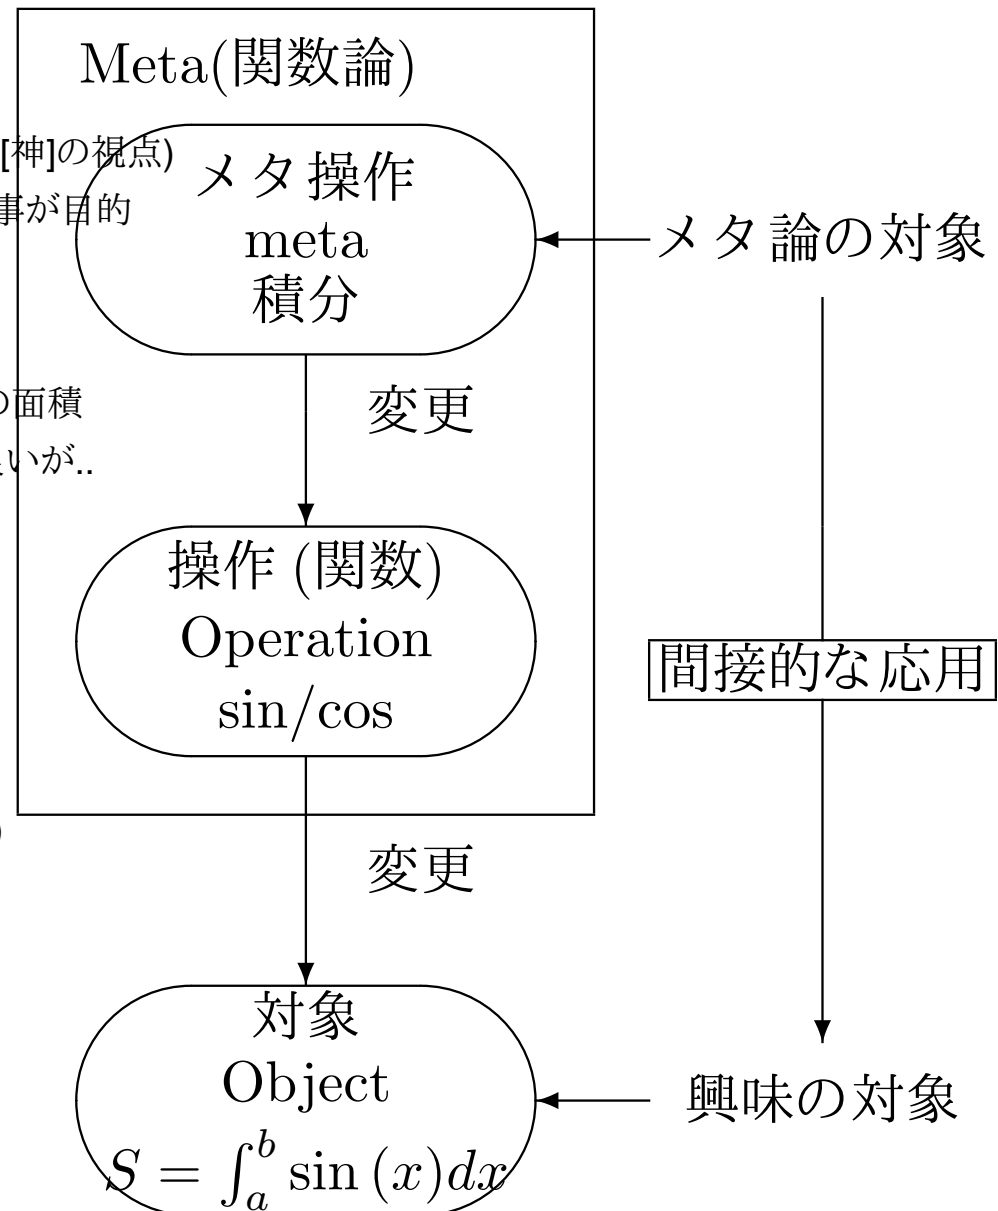 Meta(関数論)
[神]の視点)
事が目的
メタ操作
meta
積分
メタ論の対象
変更
の面積
いが..
操作 (関数)
Operation
sin/cos
間接的な応用
)
変更
対象
Object
S = ∫_a^b sin (x)dx
興味の対象